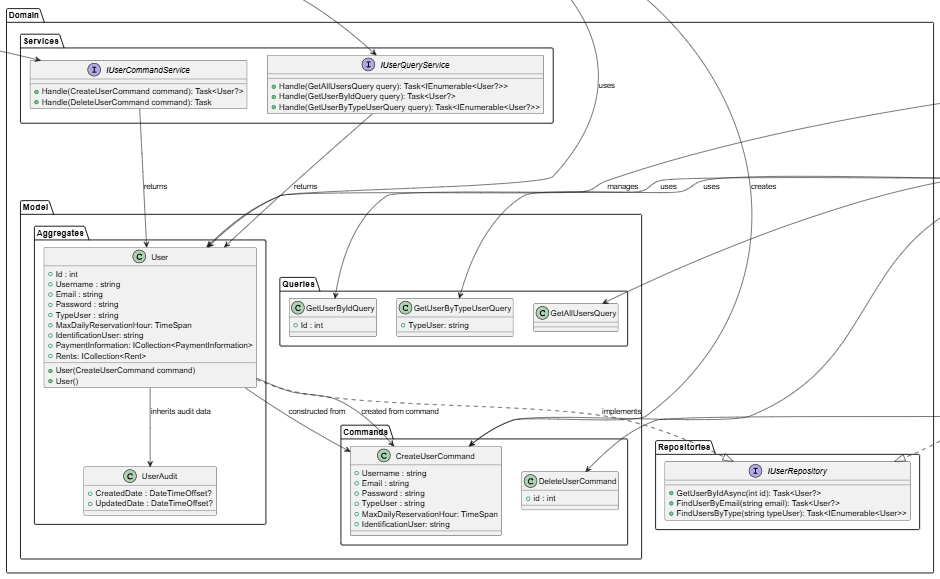 Domain
Services
I IUserCommandService
Handle(CreateUserCommand command): Task<User?>
Handle(DeleteUserCommand command): Task
I IUserQueryService
Handle(GetAllUsersQuery query): Task<IEnumerable<User?>>
Handle(GetUserByIdQuery query): Task<User?>
Handle(GetUserByTypeUserQuery query): Task<IEnumerable<User?>>
uses
returns
returns
manages
uses
uses
creates
Model
Aggregates
C User
Id : int
Username : string
Email : string
Password : string
TypeUser : string
MaxDailyReservationHour: TimeSpan
IdentificationUser: string
PaymentInformation: ICollection<PaymentInformation>
Rents: ICollection<Rent>
User(CreateUserCommand command)
User()
Queries
C GetUserByIdQuery
Id : int
C GetUserByTypeUserQuery
TypeUser: string
C GetAllUsersQuery
inherits audit data
constructed from
created from command
implements
C UserAudit
CreatedDate : DateTimeOffset?
UpdatedDate : DateTimeOffset?
Commands
C CreateUserCommand
Username : string
Email : string
Password : string
TypeUser : string
MaxDailyReservationHour: TimeSpan
IdentificationUser: string
C DeleteUserCommand
id : int
Repositories
I IUserRepository
GetUserByIdAsync(int id): Task<User?>
FindUserByEmail(string email): Task<User?>
FindUsersByType(string typeUser): Task<IEnumerable<User>>